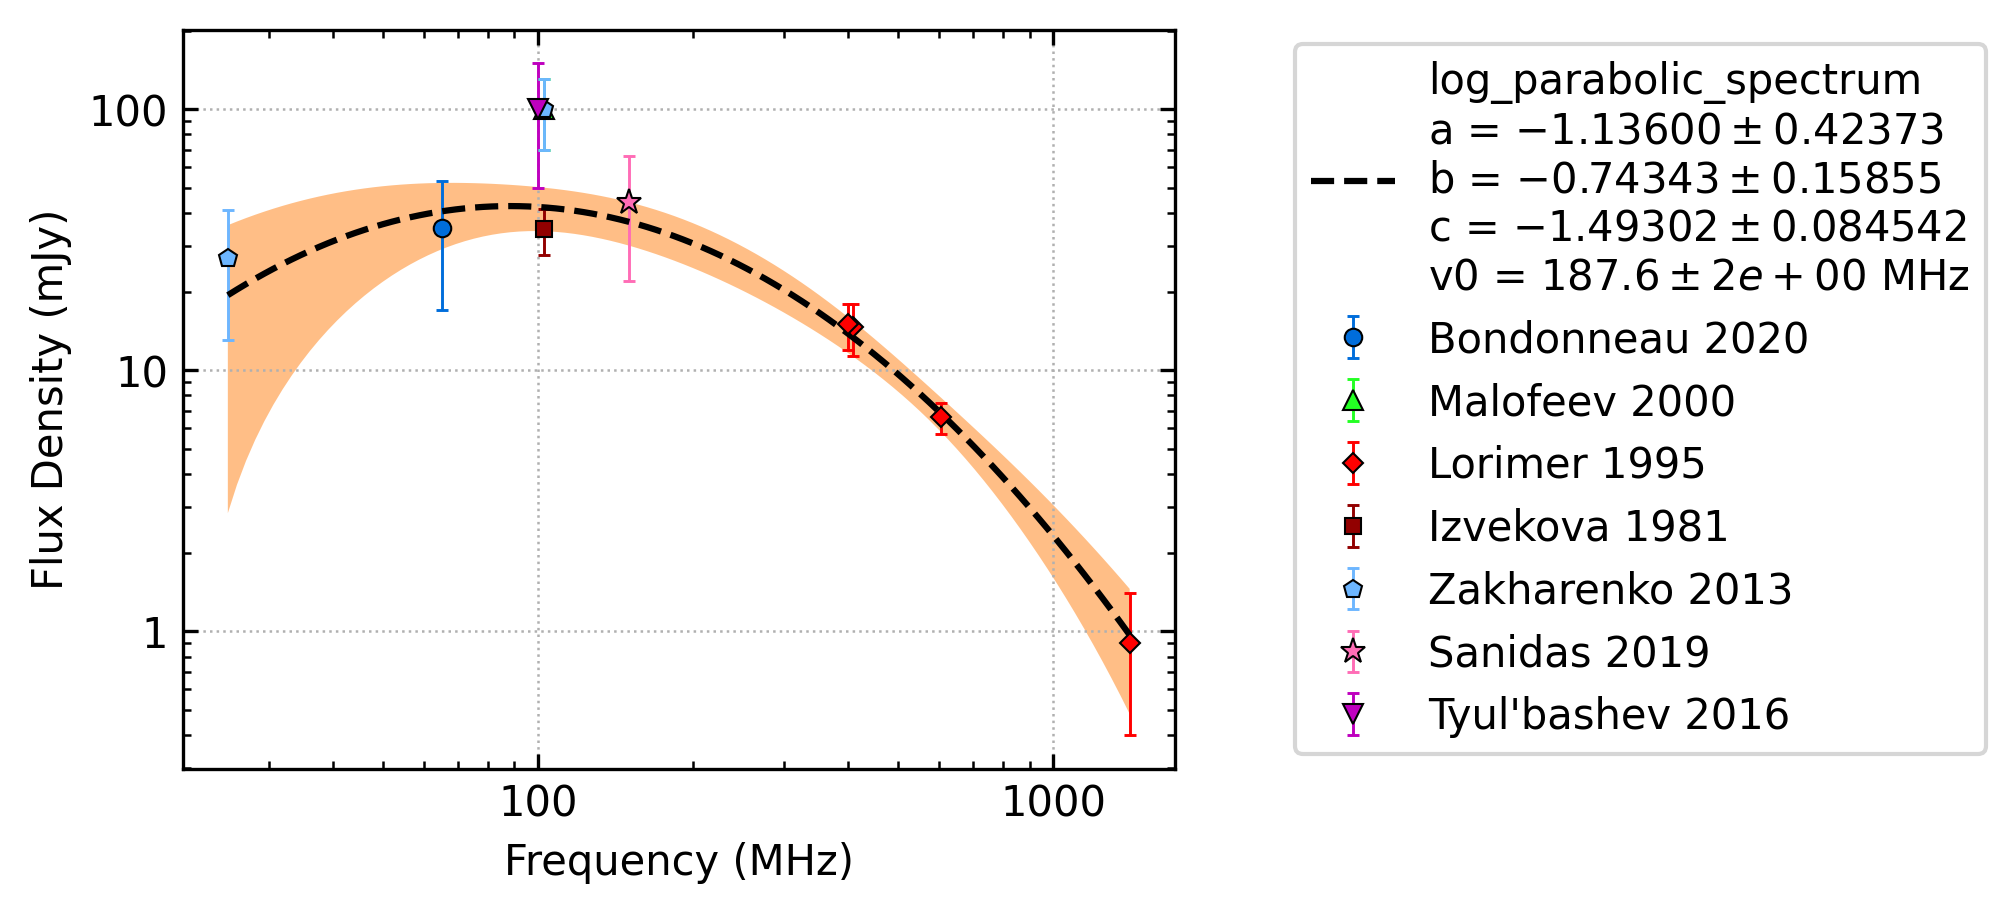 100
10
1
Flux Density (mJy)
100
1000
Frequency (MHz)
log_parabolic_spectrum
a = −1.13600 ± 0.42373
b = −0.74343 ± 0.15855
c = −1.49302 ± 0.084542
v0 = 187.6 ± 2e + 00 MHz
Bondonneau 2020
Malofeev 2000
Lorimer 1995
Izvekova 1981
Zakharenko 2013
Sanidas 2019
Tyul'bashev 2016